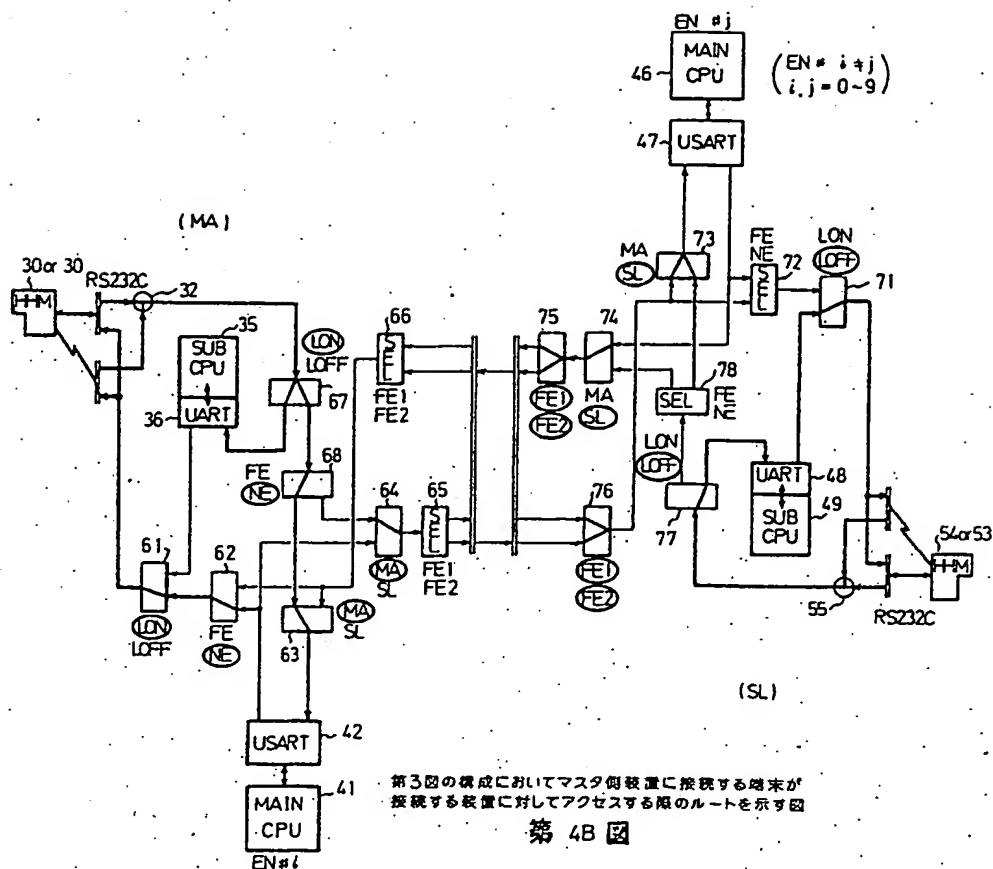 EN #j
MAIN
CPU
46
(EN# i≠j
i, j = 0~9)
47
USART
(MA)
30 or 30
HHM
RS232C
32
35
SUB
CPU
UART
36
LON
LOFF
67
66
SEL
FE1
FE2
75
FE1
FE2
74
MA
SL
MA
SL
73
FE
NE
72
SEL
LON
LOFF
71
78
SEL
FE
NE
LON
LOFF
77
UART
48
SUB
CPU
49
FE
NE
68
64
MA
SL
65
SEL
FE1
FE2
76
FE1
FE2
61
LON
LOFF
62
FE
NE
63
MA
SL
54 or 53
HHM
55
RS232C
(SL)
USART
42
MAIN
CPU
41
EN#i
第3図の構成においてマスタ側装置に接続する端末が
接続する装置に対してアクセスする際のルートを示す図
第 4B 図